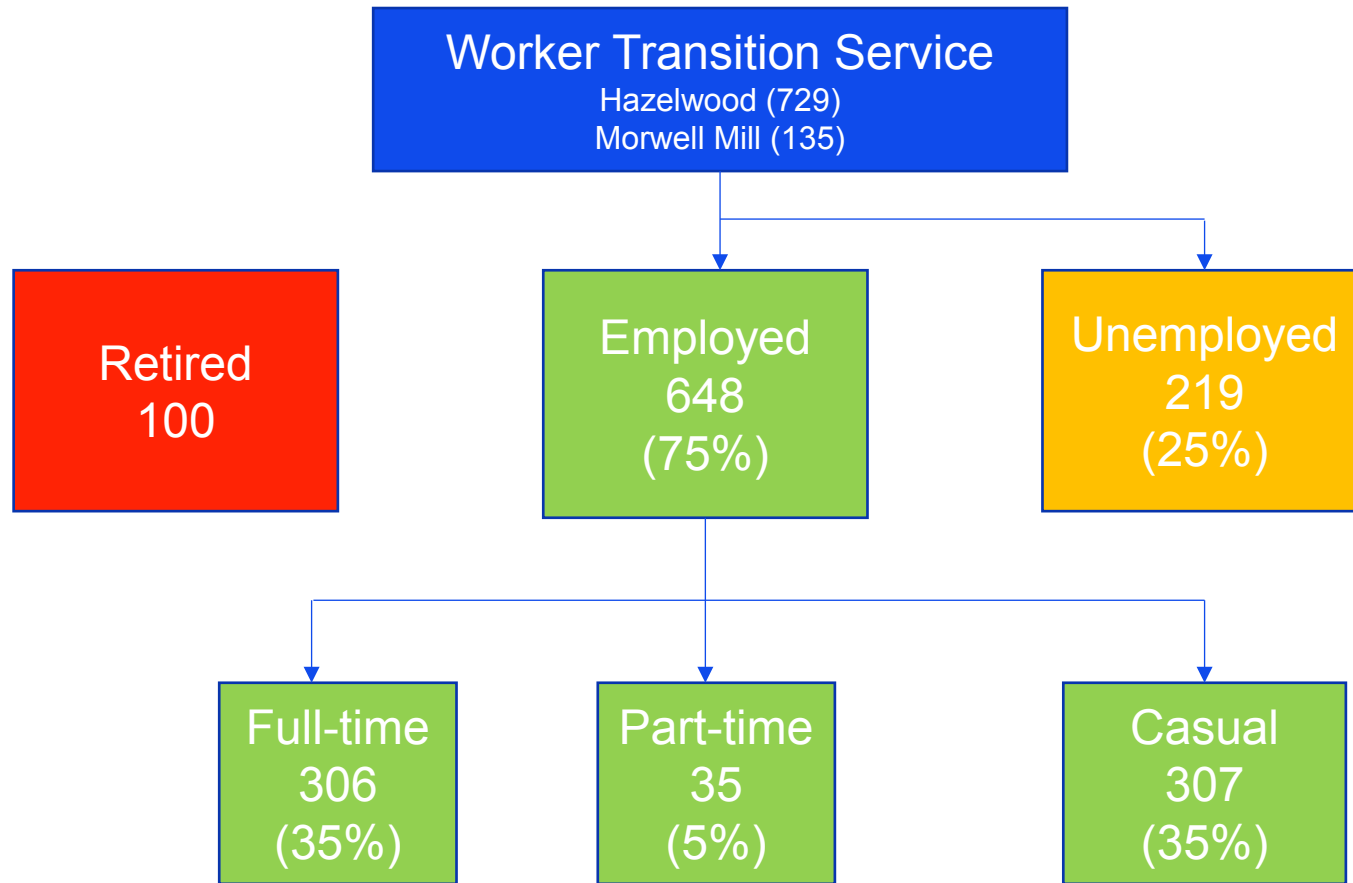 Worker Transition Service
Hazelwood (729)
Morwell Mill (135)
Retired
100
Employed
648
(75%)
Unemployed
219
(25%)
Full-time
306
(35%)
Part-time
35
(5%)
Casual
307
(35%)